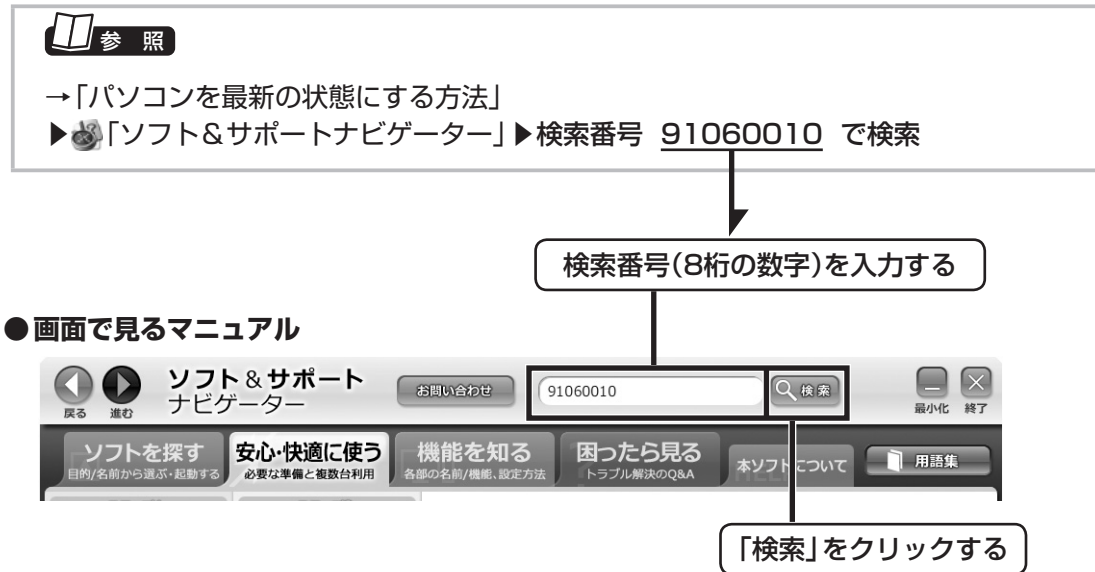 参 照
→「パソコンを最新の状態にする方法」
▶「ソフト&サポートナビゲーター」▶検索番号 91060010 で検索
検索番号(8桁の数字)を入力する
●画面で見るマニュアル
戻る 進む
ソフト&サポート
ナビゲーター
お問い合わせ
91060010
検索
最小化 終了
ソフトを探す
目的/名前から選ぶ・起動する
安心・快適に使う
必要な準備と複数台利用
機能を知る
各部の名前/機能、設定方法
困ったら見る
トラブル解決のQ&A
本ソフトについて
用語集
「検索」をクリックする